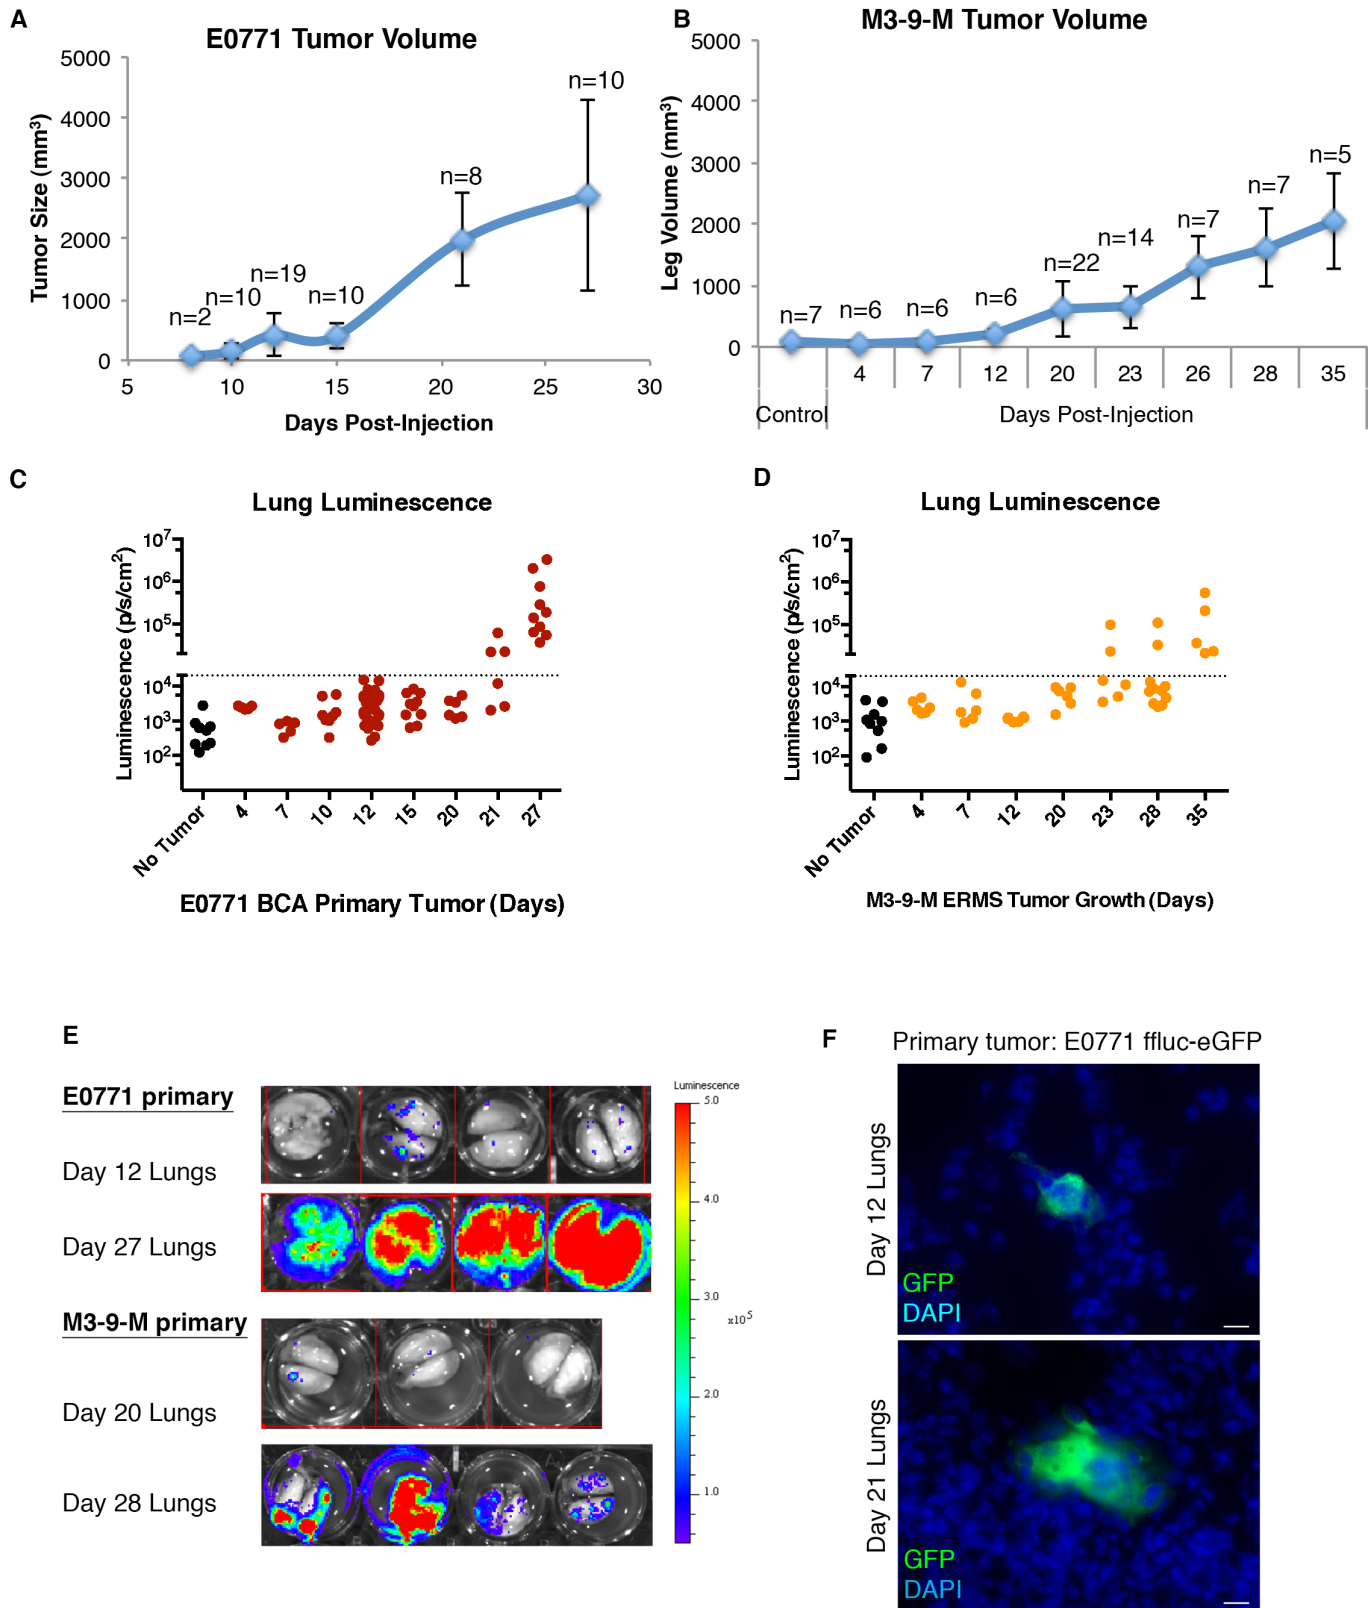 A
E0771 Tumor Volume
5000
4000
3000
2000
1000
0
Tumor Size (mm³)
n=2
n=10
n=19
n=10
n=8
n=10
5 10 15 20 25 30
Days Post-Injection
B
M3-9-M Tumor Volume
5000
4000
3000
2000
1000
0
Leg Volume (mm³)
n=7
n=6
n=6
n=6
n=22
n=14
n=7
n=7
n=5
4 7 12 20 23 26 28 35
Control Days Post-Injection
C
Lung Luminescence
10⁷
10⁶
10⁵
10⁴
10³
10²
Luminescence (p/s/cm²)
No Tumor 4 7 10 12 15 20 21 27
E0771 BCA Primary Tumor (Days)
D
Lung Luminescence
10⁷
10⁶
10⁵
10⁴
10³
10²
Luminescence (p/s/cm²)
No Tumor 4 7 12 20 23 28 35
M3-9-M ERMS Tumor Growth (Days)
E
E0771 primary
Day 12 Lungs
Day 27 Lungs
M3-9-M primary
Day 20 Lungs
Day 28 Lungs
Luminescence
5.0
4.0
3.0
x10⁵
2.0
1.0
F
Primary tumor: E0771 ffluc-eGFP
Day 12 Lungs
GFP
DAPI
Day 21 Lungs
GFP
DAPI